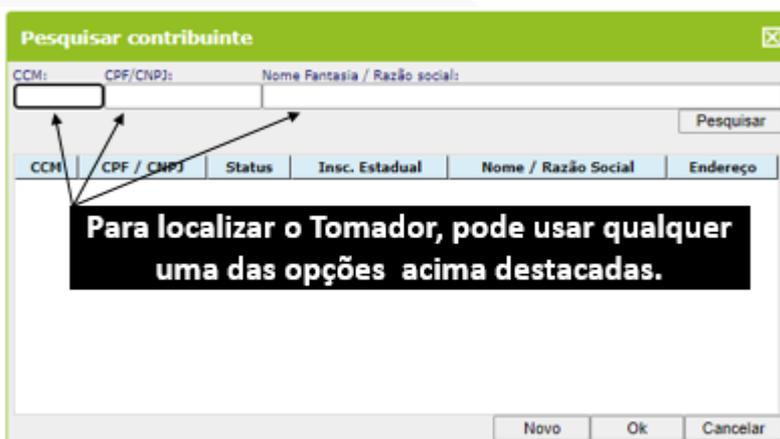 Pesquisar contribuinte
CCM: CPF/CNPJ: Nome Fantasia / Razão social:
Pesquisar
CCM CPF / CNPJ Status Insc. Estadual Nome / Razão Social Endereço
Para localizar o Tomador, pode usar qualquer
uma das opções acima destacadas.
Novo Ok Cancelar